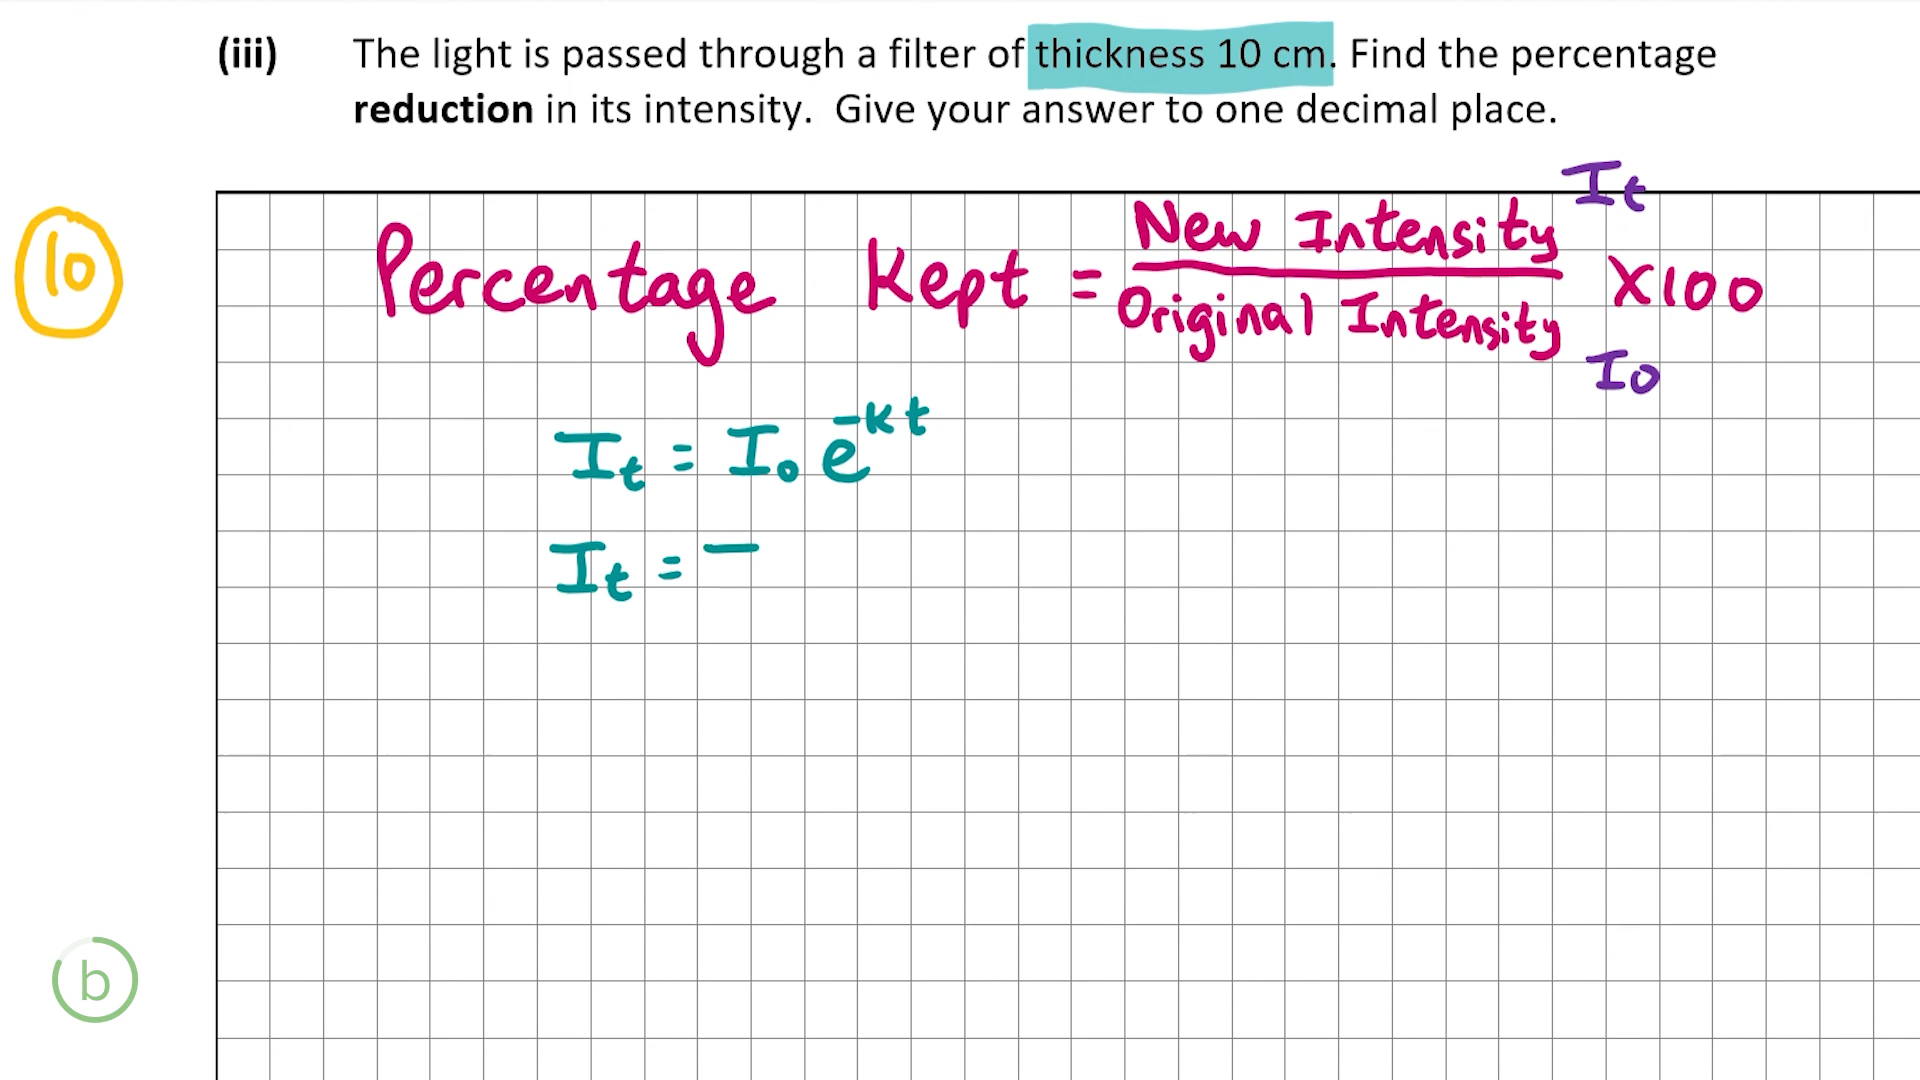 (iii) The light is passed through a filter of thickness 10 cm. Find the percentage
reduction in its intensity. Give your answer to one decimal place.
10
Percentage Kept = New Intensity / Original Intensity X100
It
Io
It = Io e^-kt
It = —
b